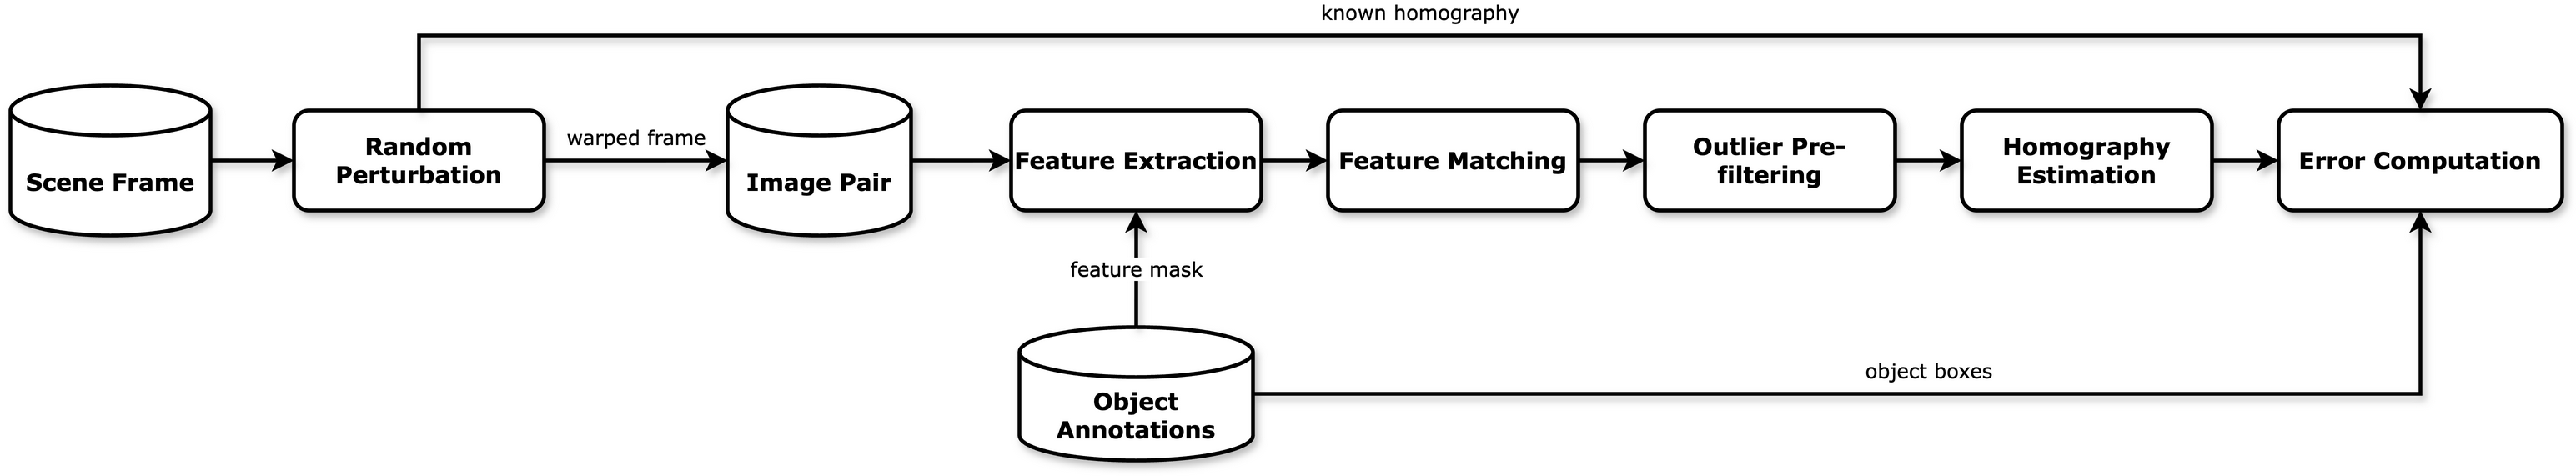 known homography
Scene Frame
Random
Perturbation
warped frame
Image Pair
Feature Extraction
Feature Matching
Outlier Pre-
filtering
Homography
Estimation
Error Computation
feature mask
Object
Annotations
object boxes